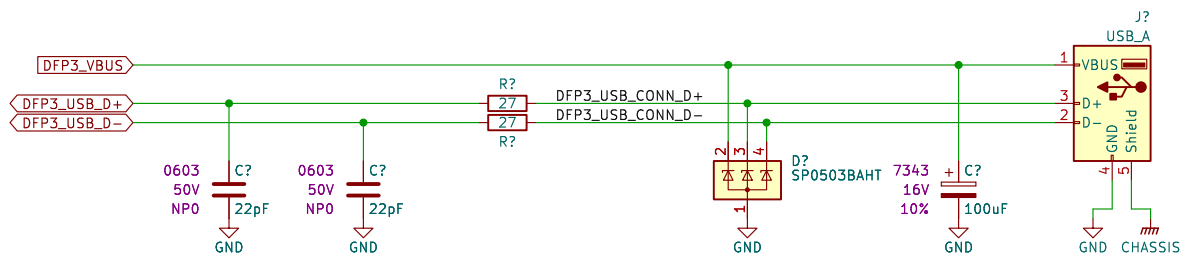 J?
USB_A
DFP3_VBUS
1
VBUS
R?
DFP3_USB_D+
27
DFP3_USB_CONN_D+
3
D+
DFP3_USB_D-
27
DFP3_USB_CONN_D-
2
D-
R?
GND
Shield
2
3
4
4
5
0603
C?
50V
NP0
22pF
GND
0603
C?
50V
NP0
22pF
GND
D?
SP0503BAHT
1
GND
7343
+
C?
16V
10%
100uF
GND
GND
CHASSIS